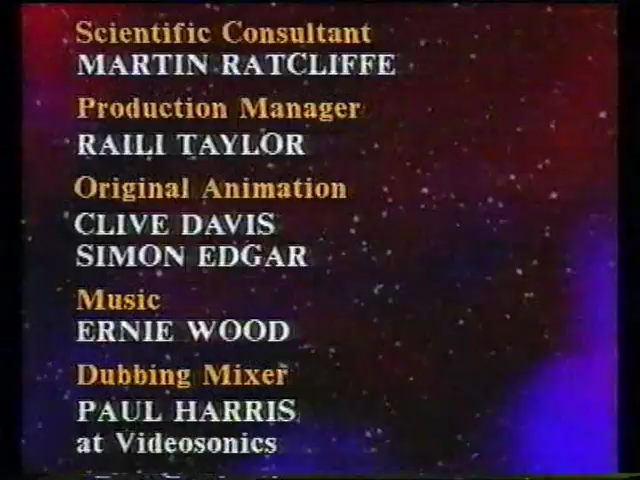 Scientific Consultant
MARTIN RATCLIFFE
Production Manager
RAILI TAYLOR
Original Animation
CLIVE DAVIS
SIMON EDGAR
Music
ERNIE WOOD
Dubbing Mixer
PAUL HARRIS
at Videosonics